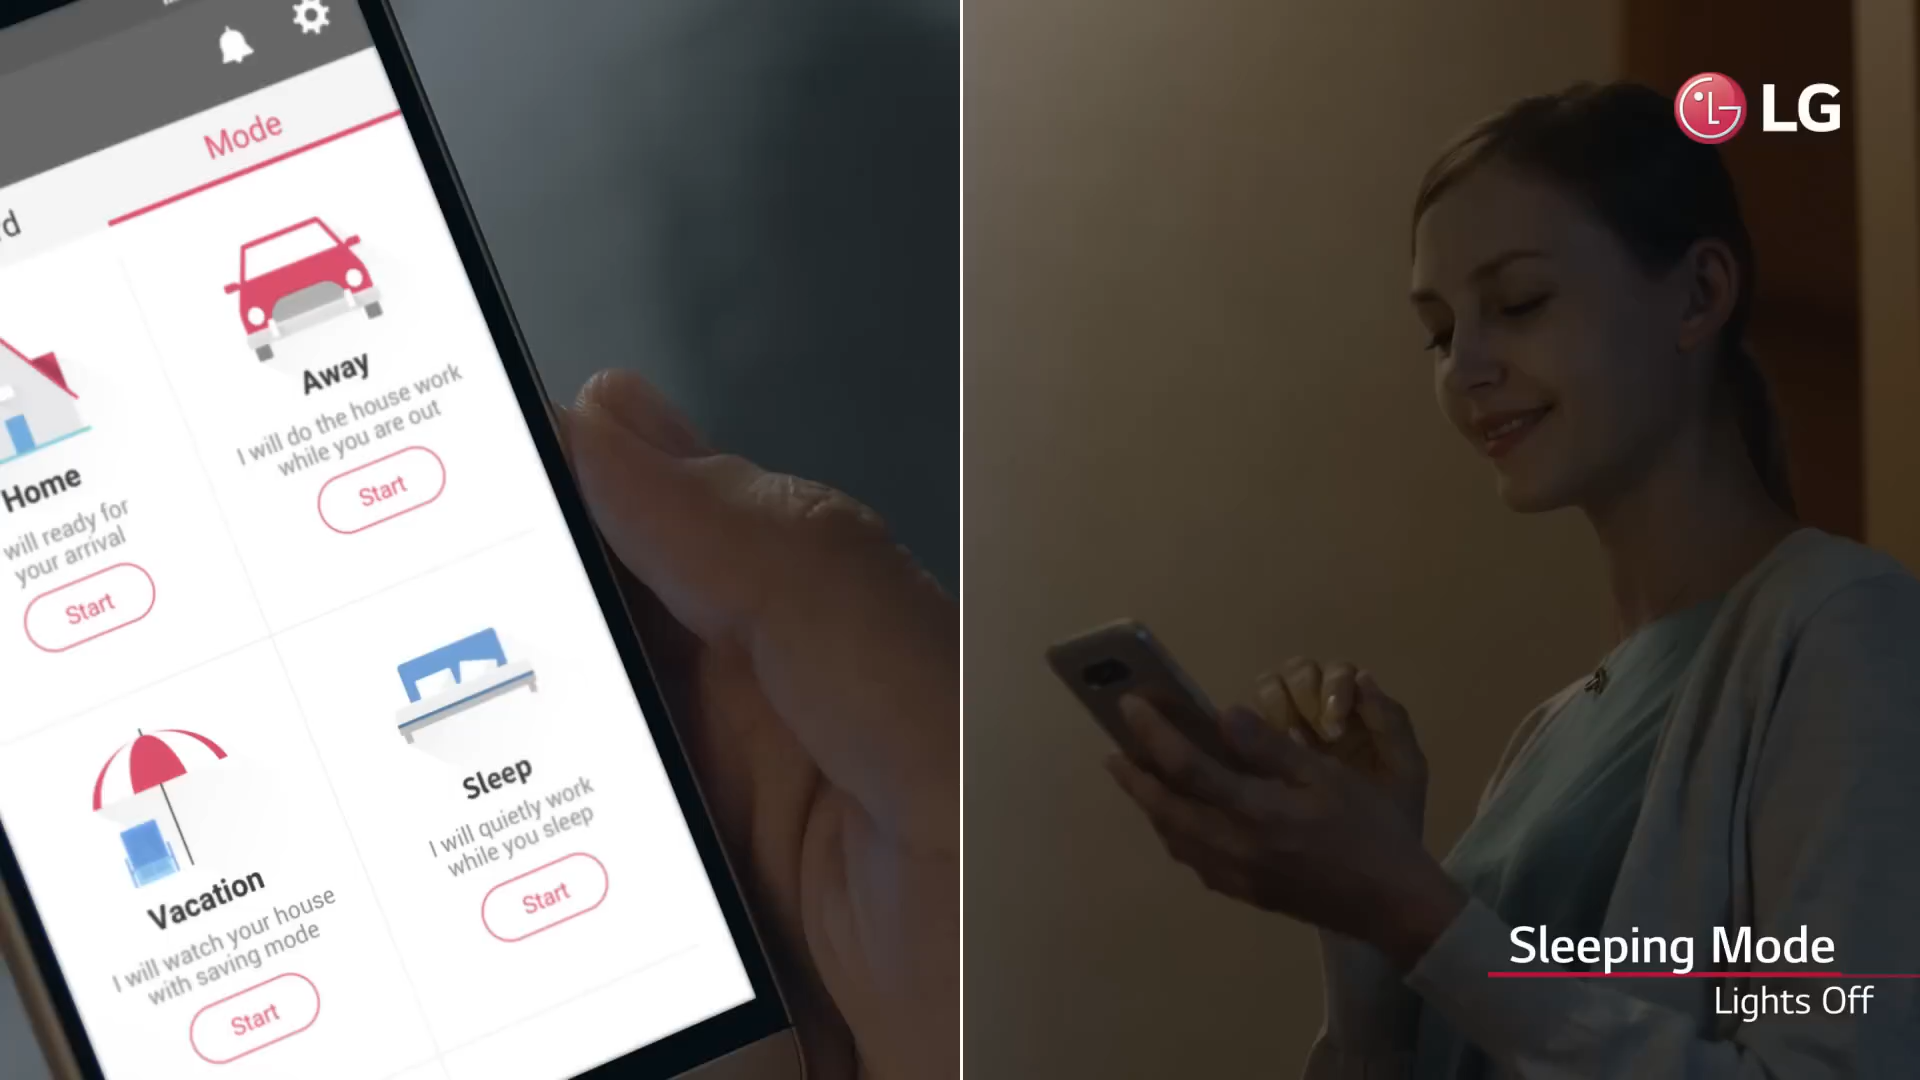 Mode
rd
Away
I will do the house work
while you are out
Start
Home
will ready for
your arrival
Start
Sleep
I will quietly work
while you sleep
Start
Vacation
I will watch your house
with saving mode
Start
LG
Sleeping Mode
Lights Off